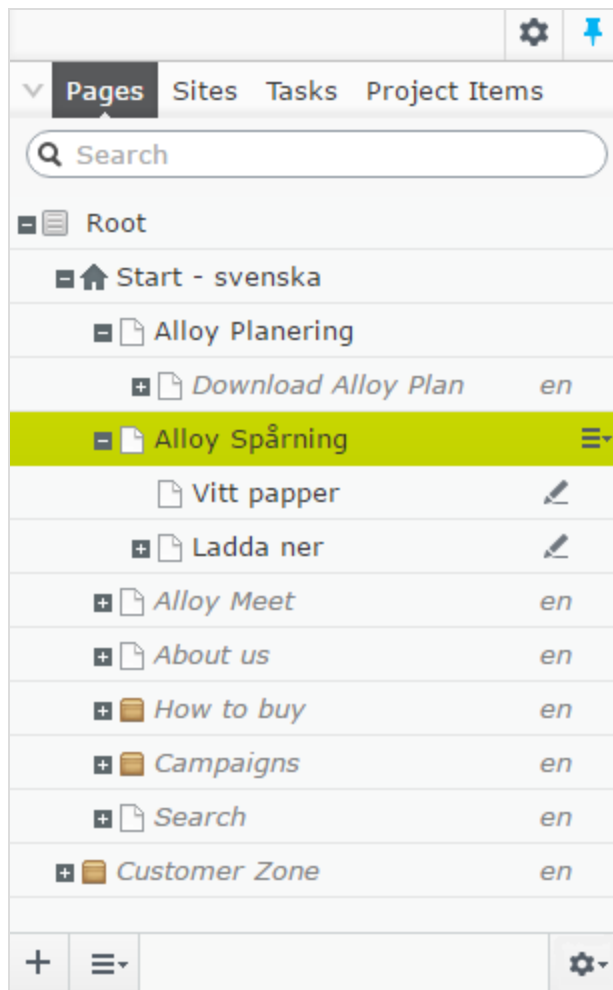 Pages Sites Tasks Project Items
Search
Root
Start - svenska
Alloy Planering
Download Alloy Plan en
Alloy Spårning
Vitt papper
Ladda ner
Alloy Meet en
About us en
How to buy en
Campaigns en
Search en
Customer Zone en